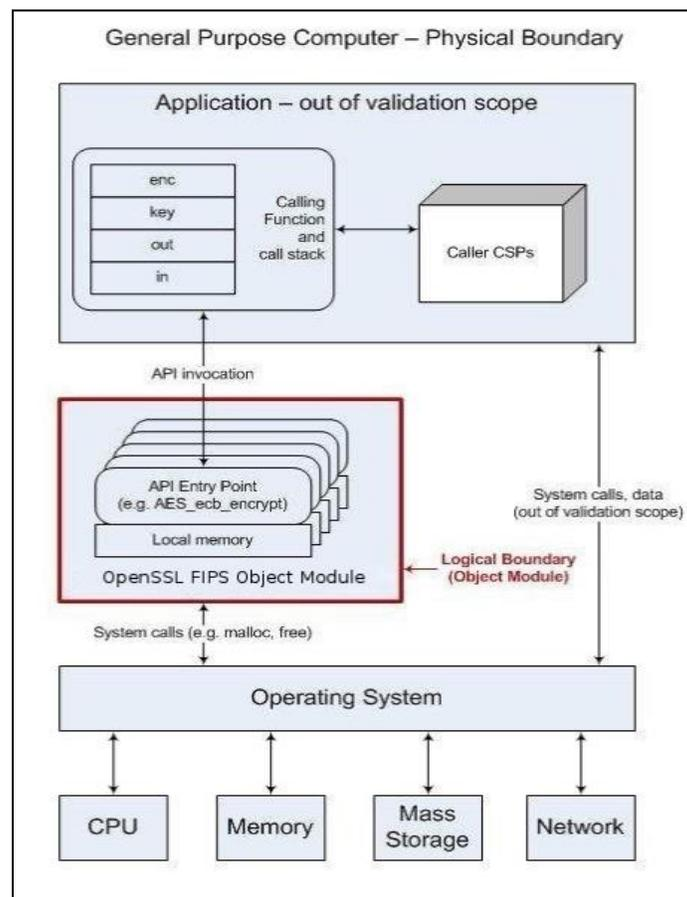 General Purpose Computer – Physical Boundary
Application – out of validation scope
enc
key
out
in
Calling
Function
and
call stack
Caller CSPs
API invocation
API Entry Point
(e.g. AES_ecb_encrypt)
Local memory
OpenSSL FIPS Object Module
System calls, data
(out of validation scope)
Logical Boundary
(Object Module)
System calls (e.g. malloc, free)
Operating System
CPU
Memory
Mass
Storage
Network